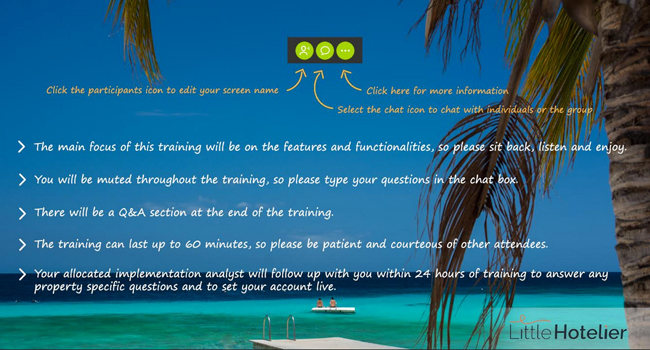 Click the participants icon to edit your screen name
Click here for more information
Select the chat icon to chat with individuals or the group
The main focus of this training will be on the features and functionalities, so please sit back, listen and enjoy.
You will be muted throughout the training, so please type your questions in the chat box.
There will be a Q&A section at the end of the training.
The training can last up to 60 minutes, so please be patient and courteous of other attendees.
Your allocated implementation analyst will follow up with you within 24 hours of training to answer any
property specific questions and to set your account live.
Little Hotelier